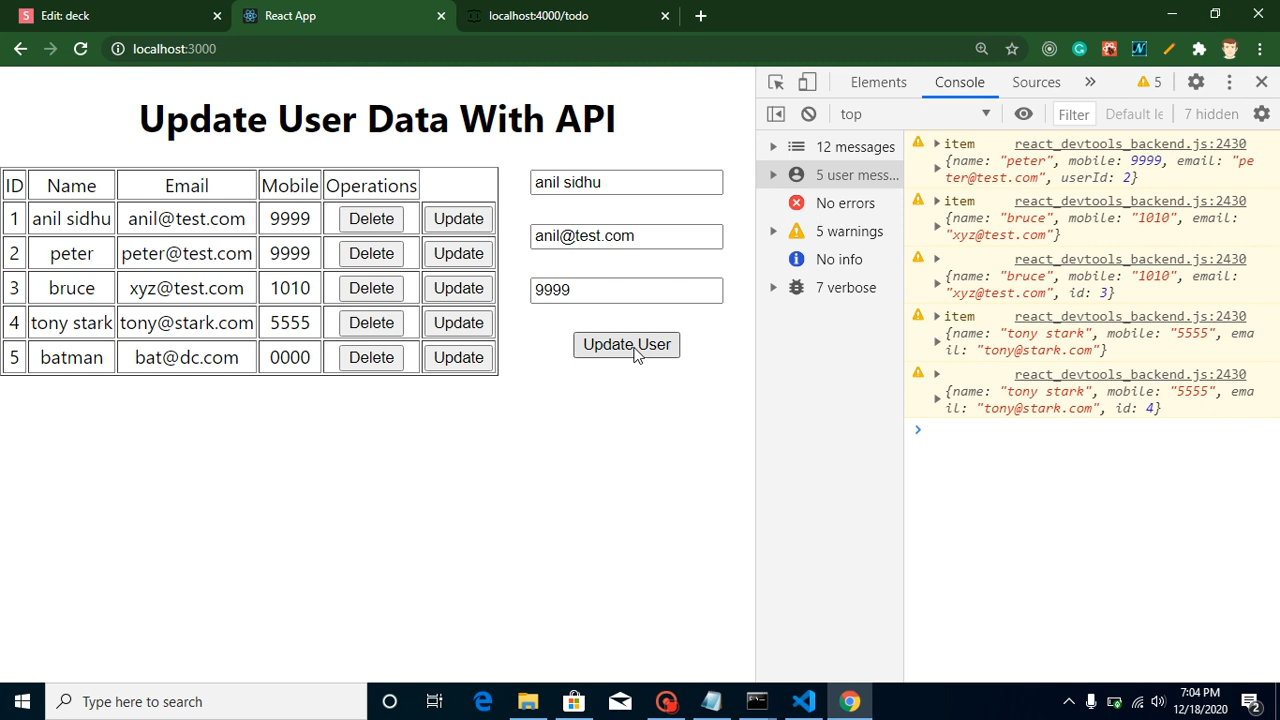 Edit: deck
React App
localhost:4000/todo
localhost:3000
Update User Data With API
ID Name Email Mobile Operations
1 anil sidhu anil@test.com 9999 Delete Update
2 peter peter@test.com 9999 Delete Update
3 bruce xyz@test.com 1010 Delete Update
4 tony stark tony@stark.com 5555 Delete Update
5 batman bat@dc.com 0000 Delete Update
anil sidhu
anil@test.com
9999
Update User
Elements Console Sources » 5
top Filter Default le 7 hidden
12 messages
5 user mess...
No errors
5 warnings
No info
7 verbose
item react_devtools_backend.js:2430
{name: "peter", mobile: 9999, email: "pe
ter@test.com", userId: 2}
item react_devtools_backend.js:2430
{name: "bruce", mobile: "1010", email:
"xyz@test.com"}
react_devtools_backend.js:2430
{name: "bruce", mobile: "1010", email:
"xyz@test.com", id: 3}
item react_devtools_backend.js:2430
{name: "tony stark", mobile: "5555", ema
il: "tony@stark.com"}
react_devtools_backend.js:2430
{name: "tony stark", mobile: "5555", ema
il: "tony@stark.com", id: 4}
Type here to search
7:04 PM
12/18/2020
2